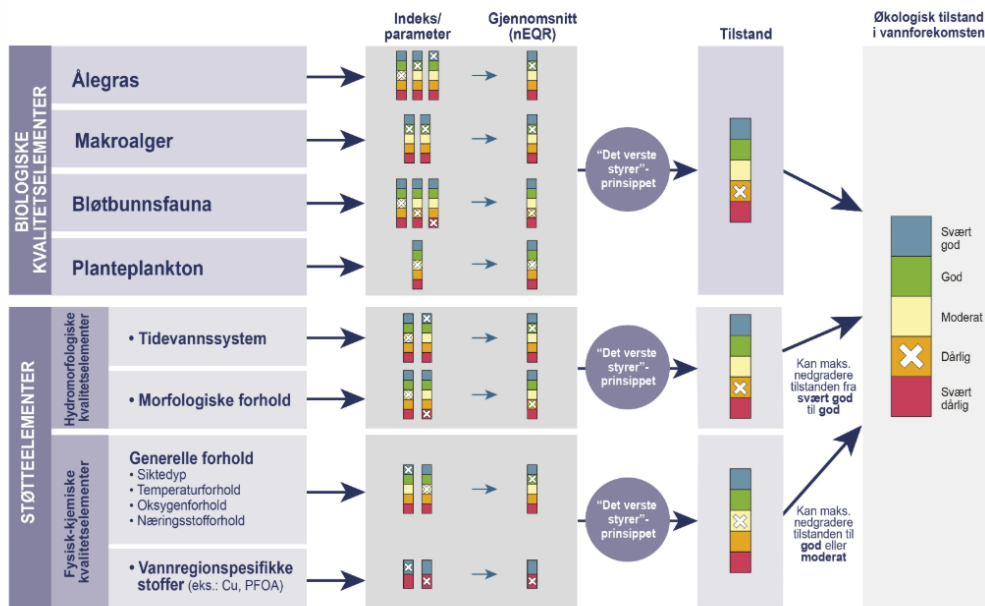 Indeks/
parameter
Gjennomsnitt
(nEQR)
Tilstand
Økologisk tilstand
i vannforekomsten
BIOLOGISKE
KVALITETSELEMENTER
Ålegras
Makroalger
Bløtbunnsfauna
Planteplankton
"Det verste
styrer"-
prinsippet
STØTTEELEMENTER
Hydromorfologiske
kvalitetselementer
• Tidevannssystem
• Morfologiske forhold
"Det verste
styrer"-
prinsippet
Kan maks.
nedgradere
tilstanden fra
svært god
til god
Fysisk-kjemiske
kvalitetselementer
Generelle forhold
• Siktedyp
• Temperaturforhold
• Oksygenforhold
• Næringsstofforhold
• Vannregionspesifikke
stoffer (eks.: Cu, PFOA)
"Det verste
styrer"-
prinsippet
Kan maks.
nedgradere
tilstanden til
god eller
moderat
Svært
god
God
Moderat
Dårlig
Svært
dårlig